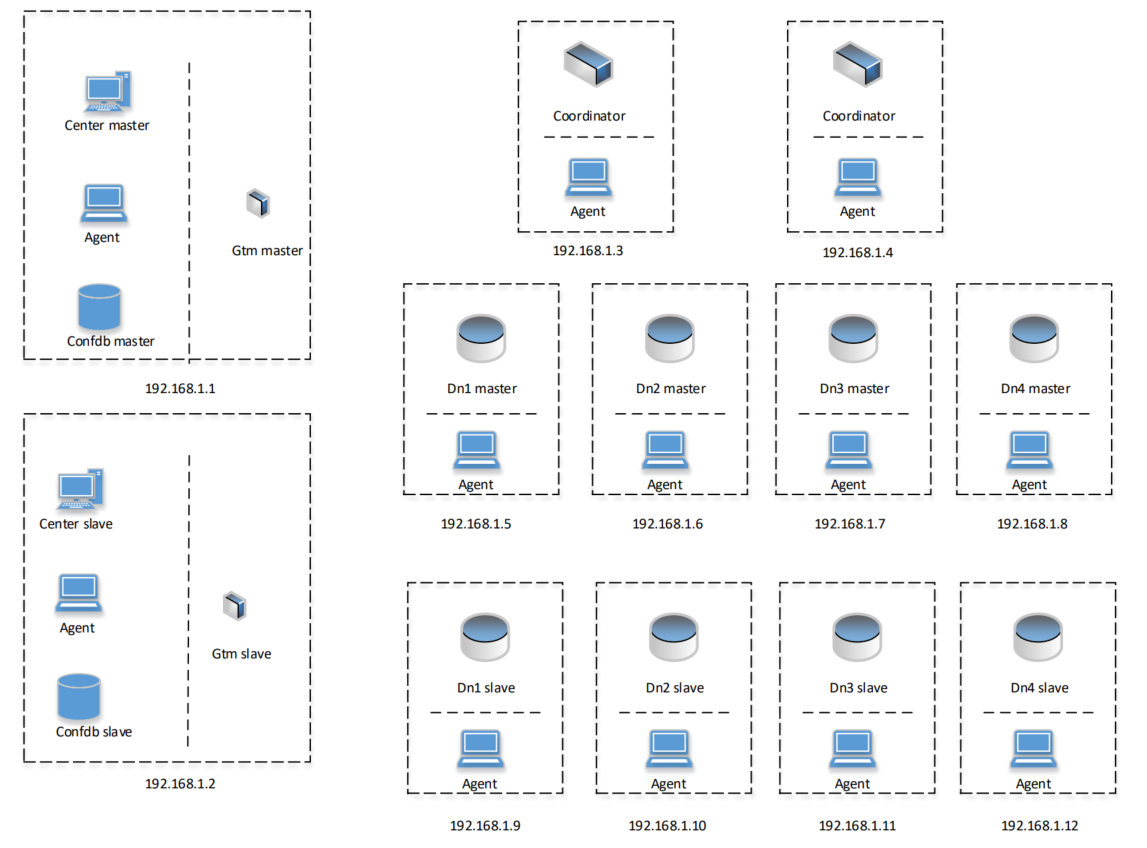 Center master
Agent
Gtm master
Confdb master
192.168.1.1
Center slave
Agent
Gtm slave
Confdb slave
192.168.1.2
Coordinator
Agent
192.168.1.3
Coordinator
Agent
192.168.1.4
Dn1 master
Agent
192.168.1.5
Dn2 master
Agent
192.168.1.6
Dn3 master
Agent
192.168.1.7
Dn4 master
Agent
192.168.1.8
Dn1 slave
Agent
192.168.1.9
Dn2 slave
Agent
192.168.1.10
Dn3 slave
Agent
192.168.1.11
Dn4 slave
Agent
192.168.1.12